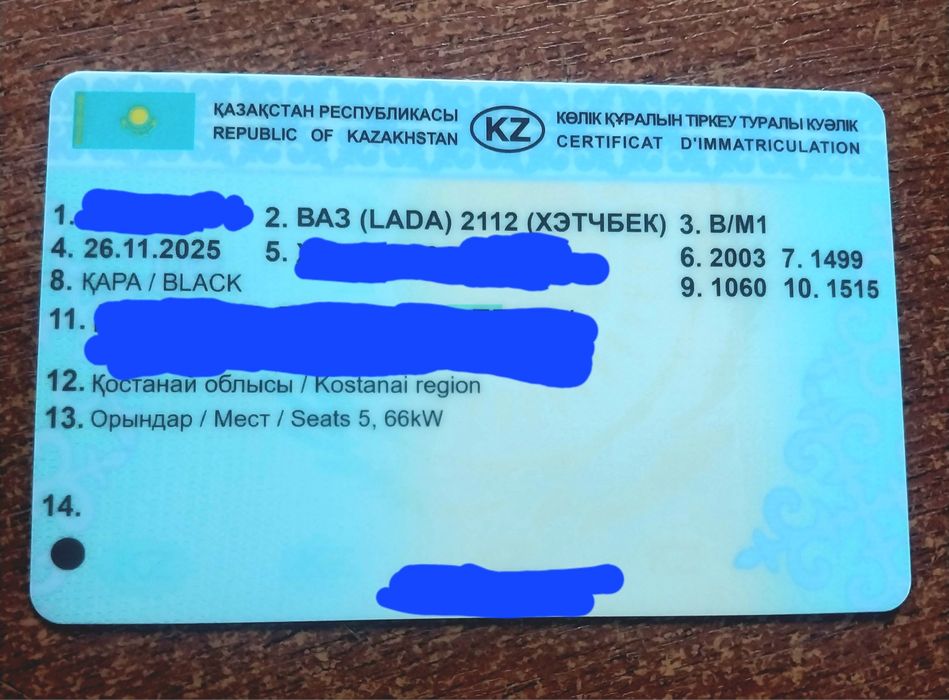 ҚАЗАҚСТАН РЕСПУБЛИКАСЫ
REPUBLIC OF KAZAKHSTAN
KZ
КӨЛІК ҚҰРАЛЫН ТІРКЕУ ТУРАЛЫ КУӘЛІК
CERTIFICAT D'IMMATRICULATION
1.
2. ВАЗ (LADA) 2112 (ХЭТЧБЕК)
3. B/M1
4. 26.11.2025
5.
6. 2003 7. 1499
8. ҚАРА / BLACK
9. 1060 10. 1515
11.
12. Қостанай облысы / Kostanai region
13. Орындар / Мест / Seats 5, 66kW
14.